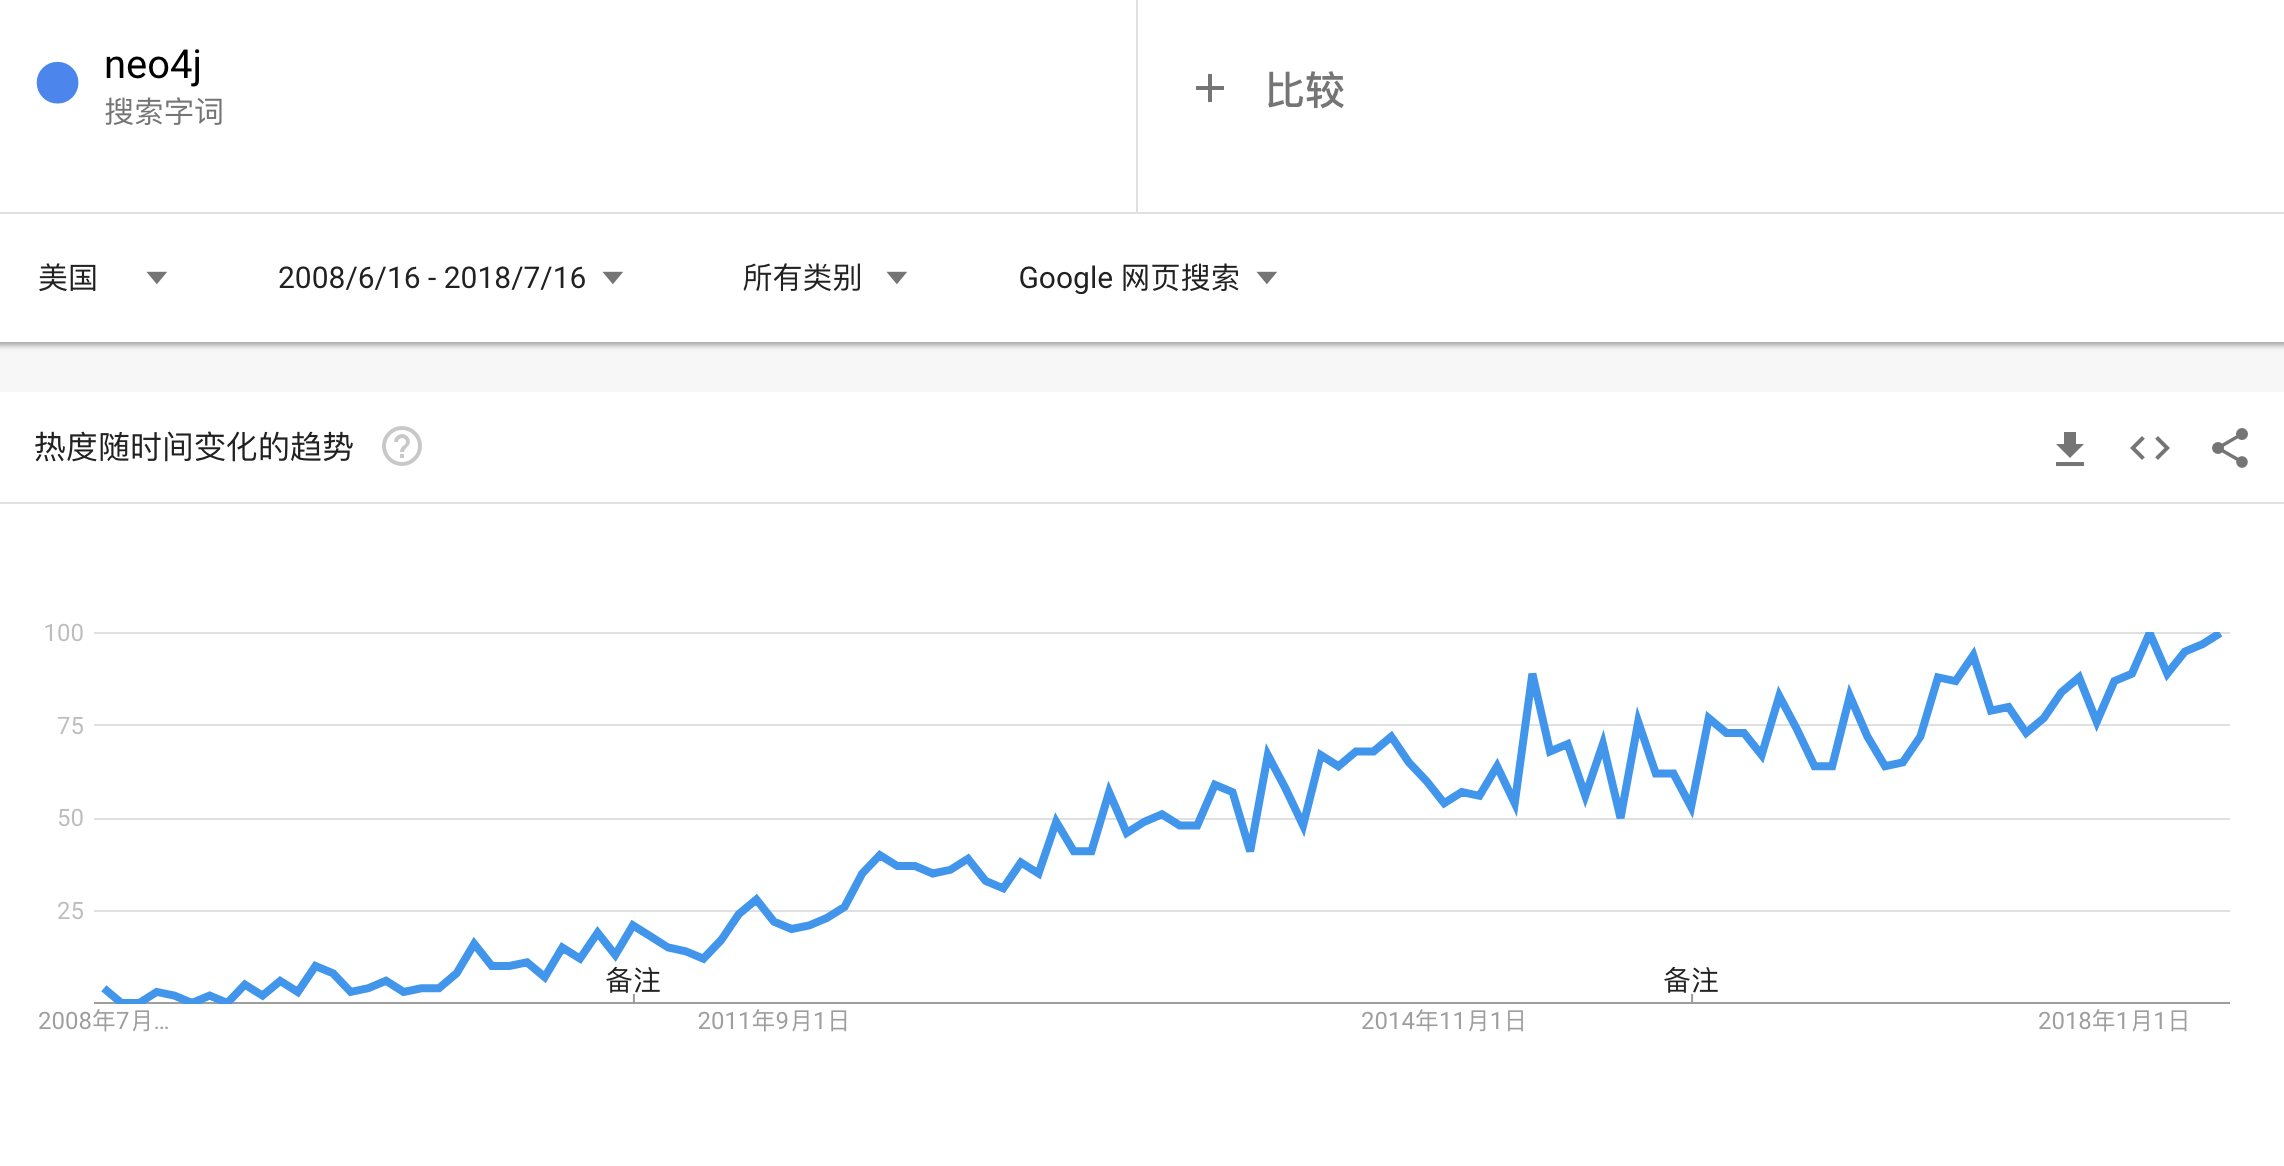 neo4j
搜索字词
+ 比较
美国
2008/6/16 - 2018/7/16
所有类别
Google 网页搜索
热度随时间变化的趋势
?
100
75
50
25
备注
备注
2008年7月...
2011年9月1日
2014年11月1日
2018年1月1日